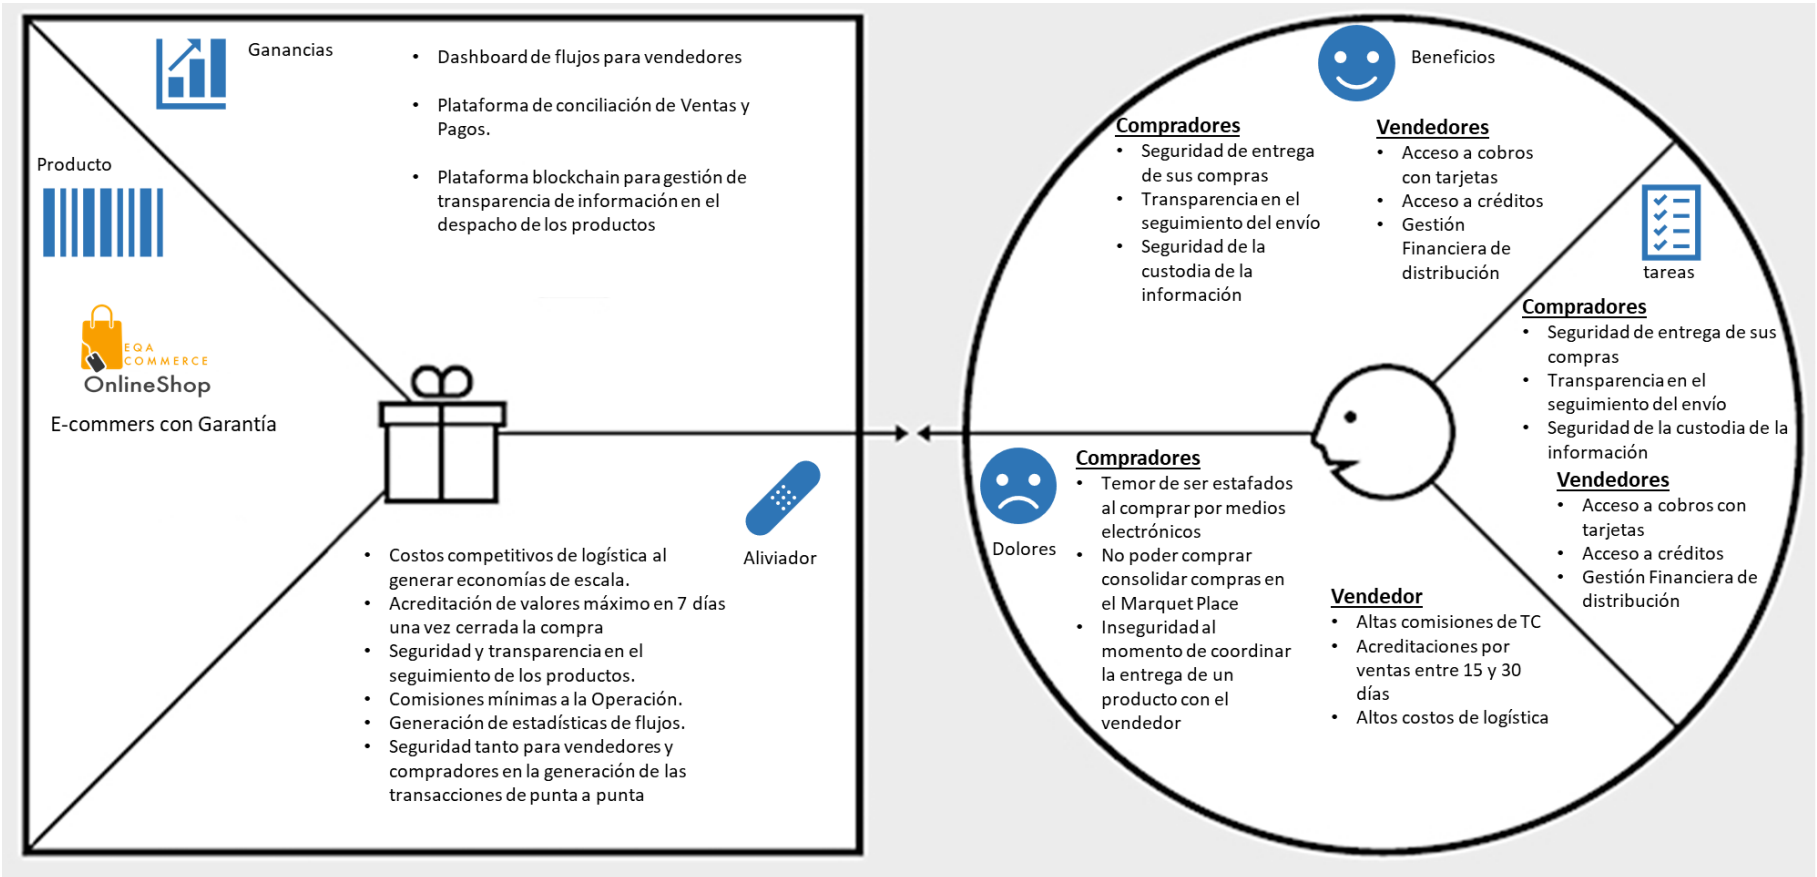 Ganancias
• Dashboard de flujos para vendedores
• Plataforma de conciliación de Ventas y
Pagos.
• Plataforma blockchain para gestión de
transparencia de información en el
despacho de los productos
Producto
EQA
COMMERCE
OnlineShop
E-commers con Garantía
Aliviador
• Costos competitivos de logística al
generar economías de escala.
• Acreditación de valores máximo en 7 días
una vez cerrada la compra
• Seguridad y transparencia en el
seguimiento de los productos.
• Comisiones mínimas a la Operación.
• Generación de estadísticas de flujos.
• Seguridad tanto para vendedores y
compradores en la generación de las
transacciones de punta a punta
Beneficios
Compradores
• Seguridad de entrega
de sus compras
• Transparencia en el
seguimiento del envío
• Seguridad de la
custodia de la
información
Vendedores
• Acceso a cobros
con tarjetas
• Acceso a créditos
• Gestión
Financiera de
distribución
tareas
Compradores
• Seguridad de entrega de sus
compras
• Transparencia en el
seguimiento del envío
• Seguridad de la custodia de la
información
Vendedores
• Acceso a cobros con
tarjetas
• Acceso a créditos
• Gestión Financiera de
distribución
Dolores
Compradores
• Temor de ser estafados
al comprar por medios
electrónicos
• No poder comprar
consolidar compras en
el Marquet Place
• Inseguridad al
momento de coordinar
la entrega de un
producto con el
vendedor
Vendedor
• Altas comisiones de TC
• Acreditaciones por
ventas entre 15 y 30
días
• Altos costos de logística